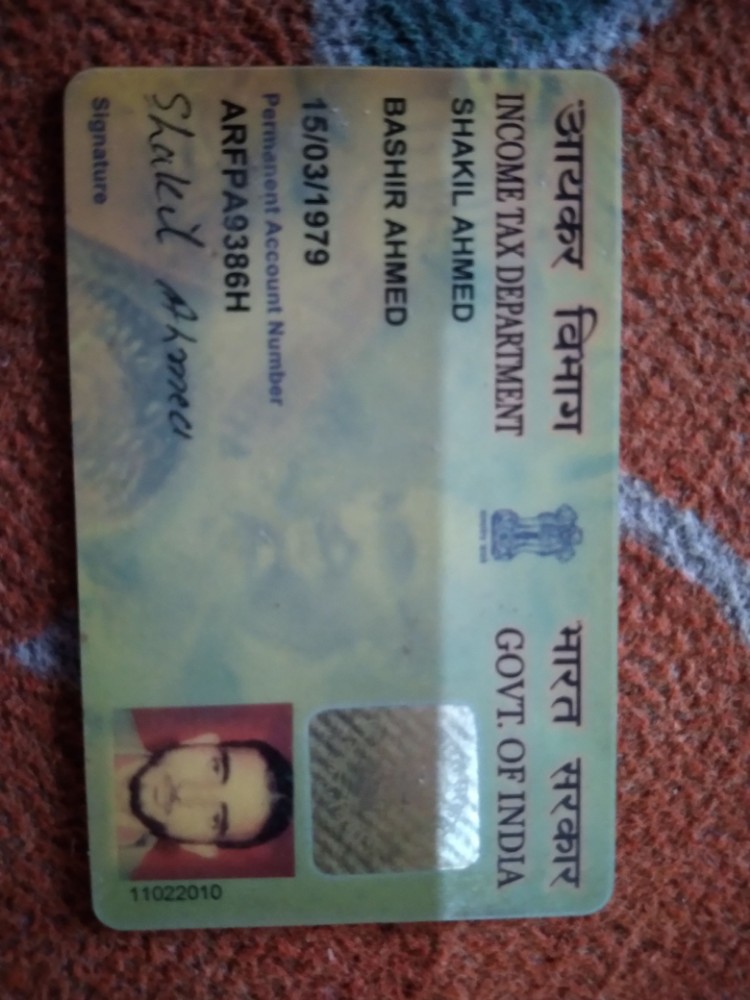 आयकर विभाग
INCOME TAX DEPARTMENT
भारत सरकार
GOVT. OF INDIA
SHAKIL AHMED
BASHIR AHMED
15/03/1979
Permanent Account Number
ARFPA9386H
Shakil Ahmed
Signature
11022010